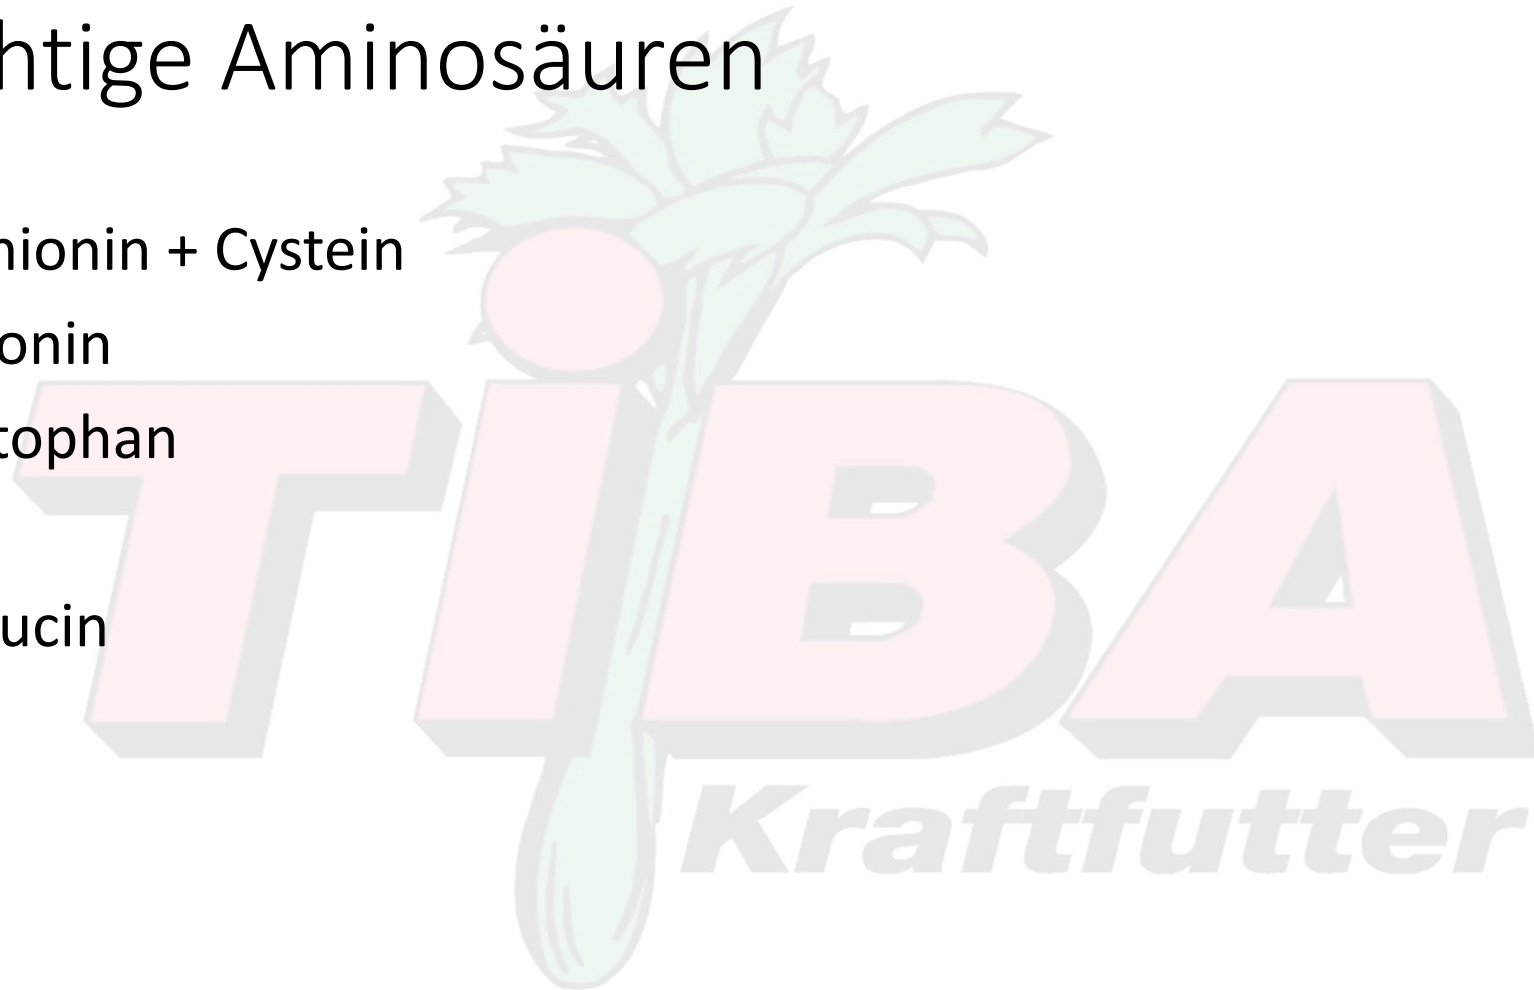 htige Aminosäuren
hionin + Cystein
onin
tophan
ucin
TiBA
Kraftfutter